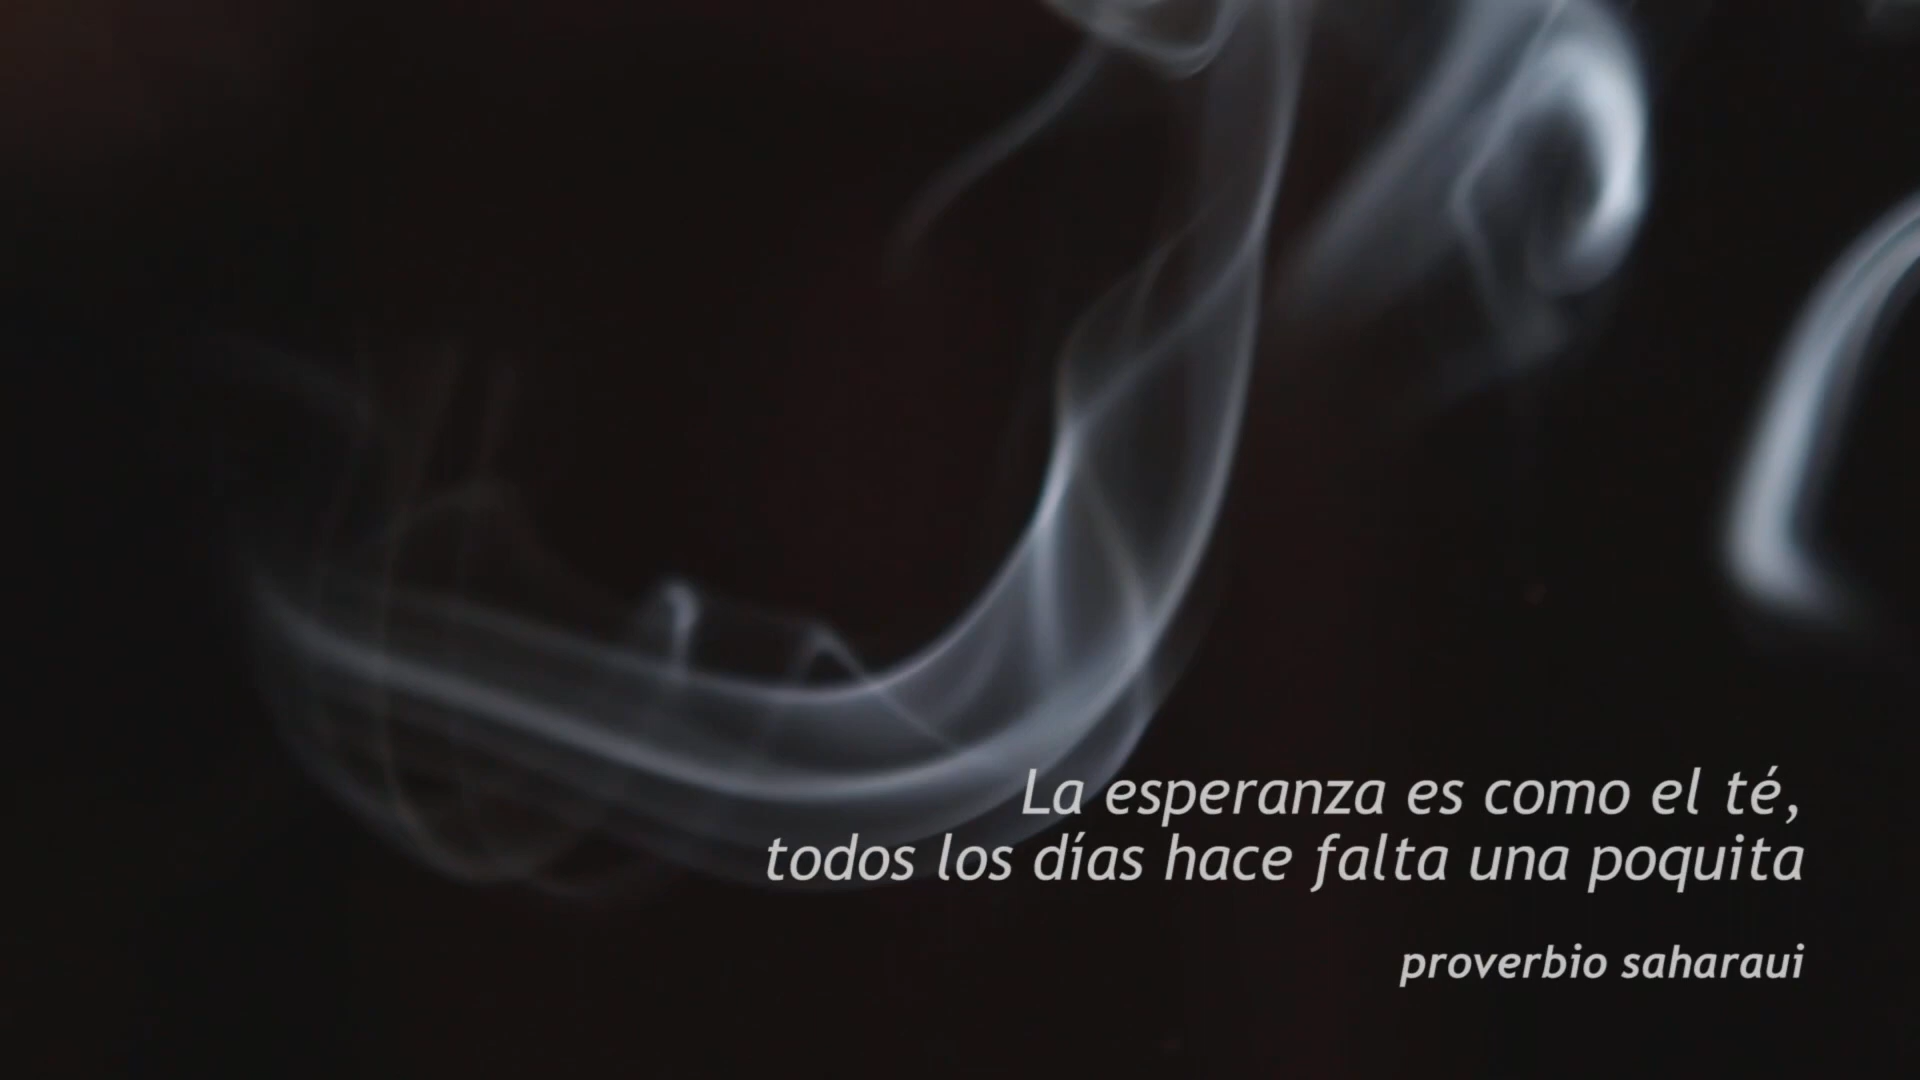 La esperanza es como el té,
todos los días hace falta una poquita
proverbio saharaui